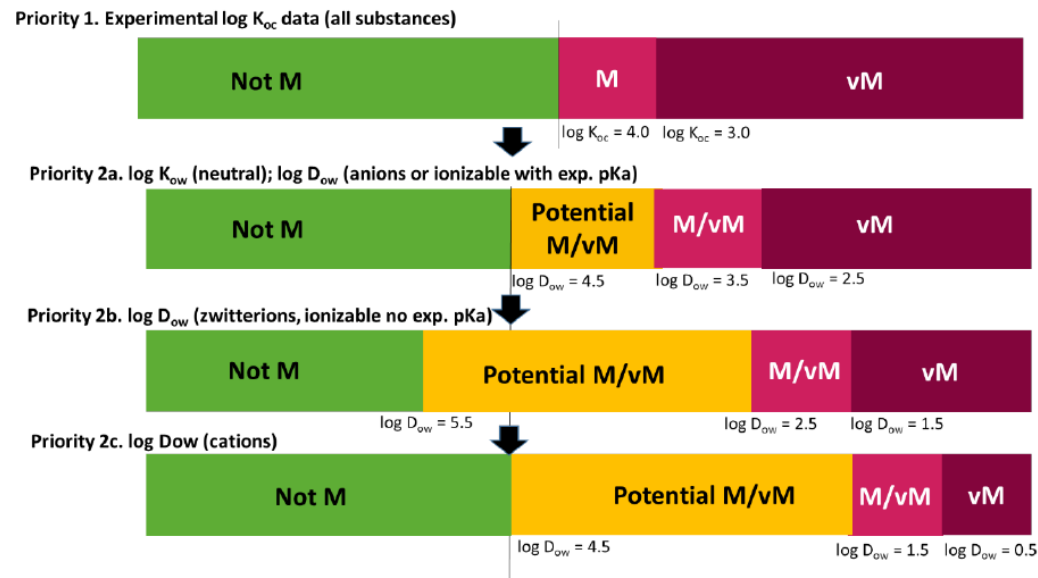 Priority 1. Experimental log Koc data (all substances)
Not M
M
vM
log Koc = 4.0
log Koc = 3.0
Priority 2a. log Kow (neutral); log Dow (anions or ionizable with exp. pKa)
Not M
Potential
M/vM
M/vM
vM
log Dow = 4.5
log Dow = 3.5
log Dow = 2.5
Priority 2b. log Dow (zwitterions, ionizable no exp. pKa)
Not M
Potential M/vM
M/vM
vM
log Dow = 5.5
log Dow = 2.5
log Dow = 1.5
Priority 2c. log Dow (cations)
Not M
Potential M/vM
M/vM
vM
log Dow = 4.5
log Dow = 1.5
log Dow = 0.5